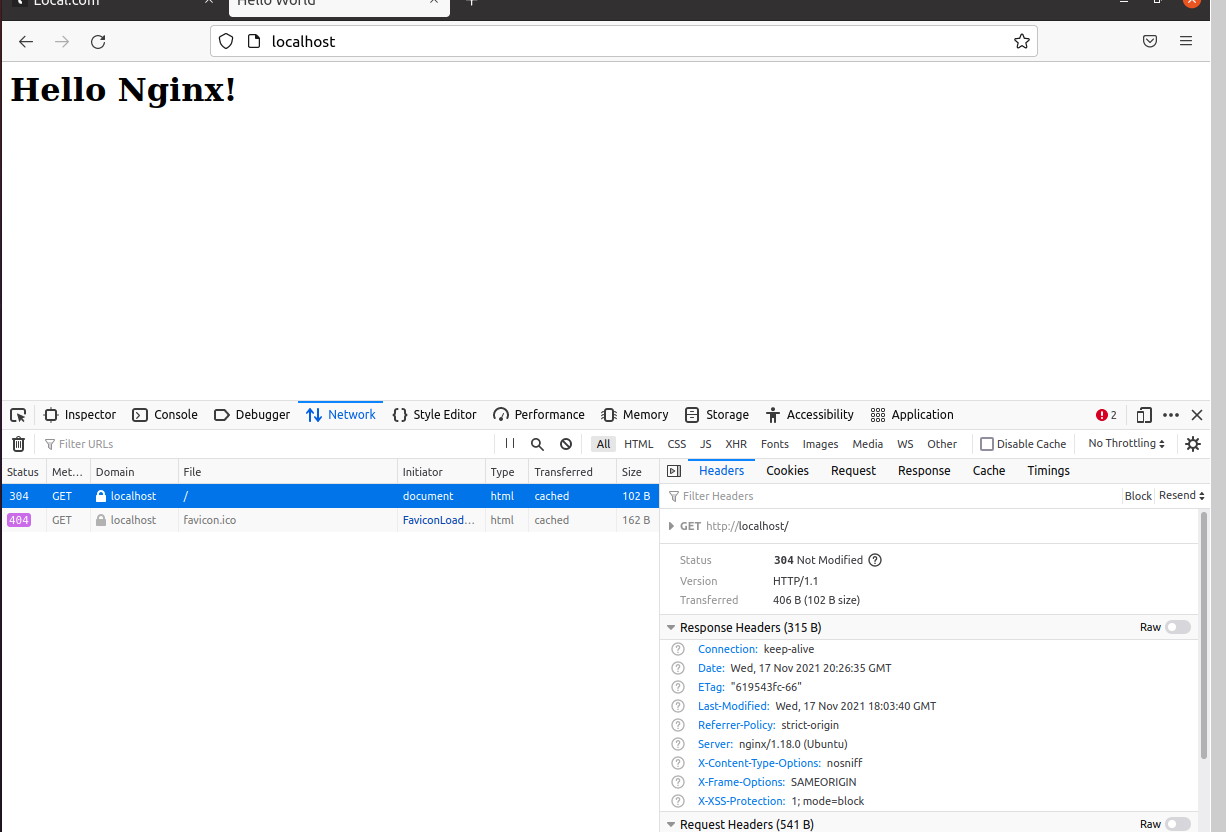 Local.com Hello World
localhost
Hello Nginx!
Inspector Console Debugger Network Style Editor Performance Memory Storage Accessibility Application 2
Filter URLs All HTML CSS JS XHR Fonts Images Media WS Other Disable Cache No Throttling
Status Met... Domain File Initiator Type Transferred Size
304 GET localhost / document html cached 102 B
404 GET localhost favicon.ico FaviconLoad... html cached 162 B
Headers Cookies Request Response Cache Timings
Filter Headers Block Resend
GET http://localhost/
Status 304 Not Modified ?
Version HTTP/1.1
Transferred 406 B (102 B size)
Response Headers (315 B) Raw
? Connection: keep-alive
? Date: Wed, 17 Nov 2021 20:26:35 GMT
? ETag: "619543fc-66"
? Last-Modified: Wed, 17 Nov 2021 18:03:40 GMT
? Referrer-Policy: strict-origin
? Server: nginx/1.18.0 (Ubuntu)
? X-Content-Type-Options: nosniff
? X-Frame-Options: SAMEORIGIN
? X-XSS-Protection: 1; mode=block
Request Headers (541 B) Raw